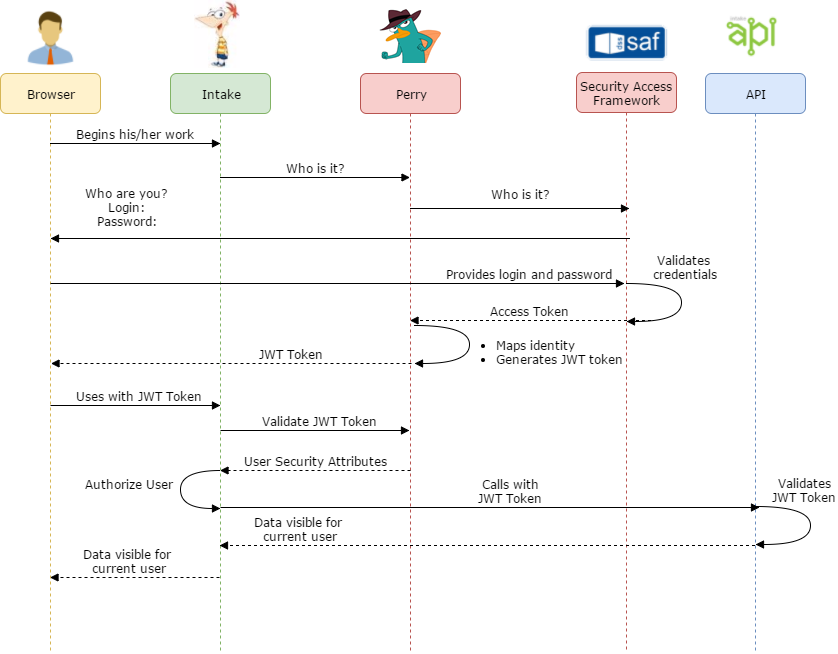 dss
saf
api
Browser
Intake
Perry
Security Access
Framework
API
Begins his/her work
Who is it?
Who are you?
Login:
Password:
Who is it?
Validates
credentials
Provides login and password
Access Token
Maps identity
Generates JWT token
JWT Token
Uses with JWT Token
Validate JWT Token
User Security Attributes
Authorize User
Calls with
JWT Token
Validates
JWT Token
Data visible for
current user
Data visible for
current user